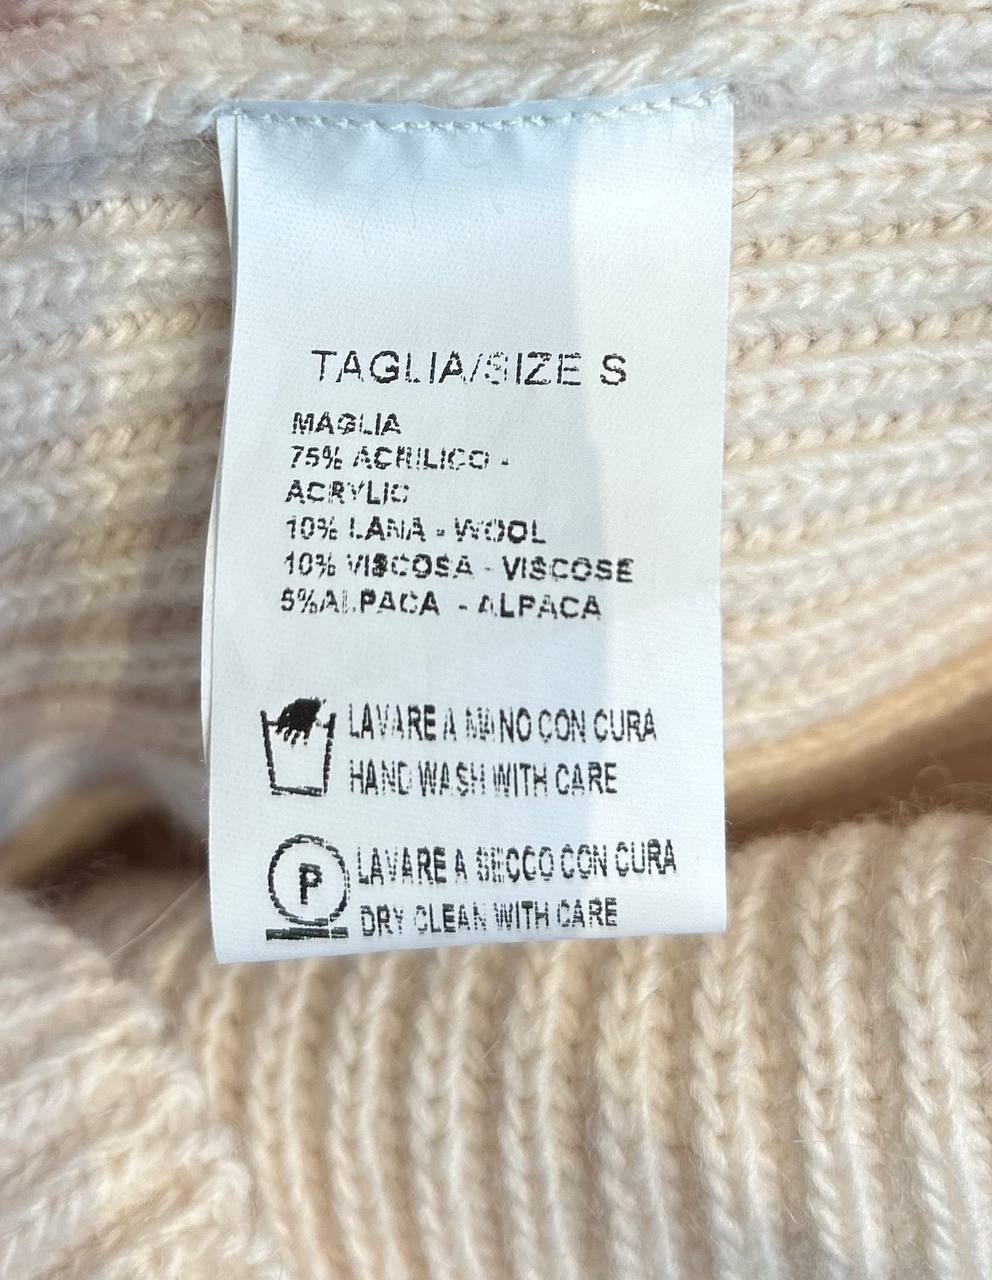 TAGLIA/SIZE S
MAGLIA
75% ACRILICO -
ACRYLIC
10% LANA - WOOL
10% VISCOSA - VISCOSE
5%ALPACA - ALPACA
LAVARE A MANO CON CURA
HAND WASH WITH CARE
P
LAVARE A SECCO CON CURA
DRY CLEAN WITH CARE